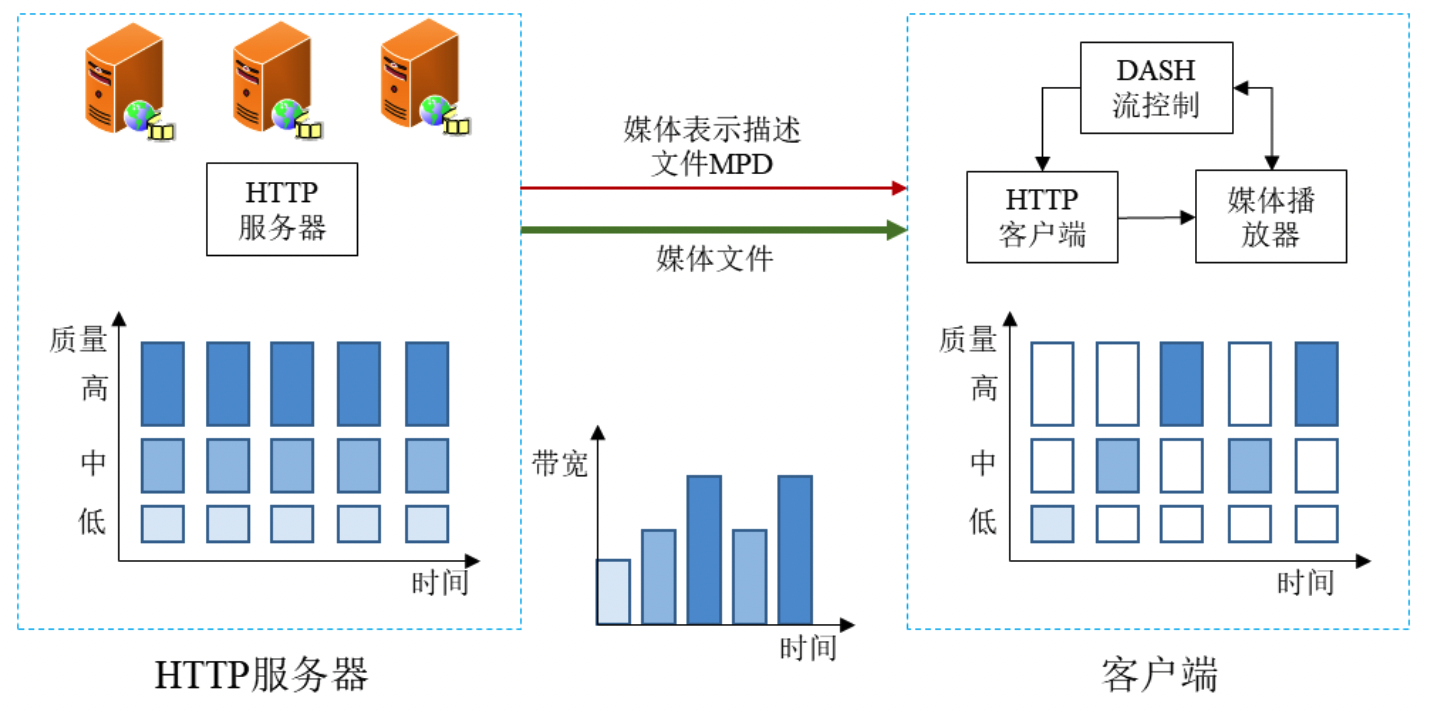 HTTP
服务器
质量
高
中
低
时间
HTTP服务器
媒体表示描述
文件MPD
媒体文件
带宽
时间
DASH
流控制
HTTP
客户端
媒体播
放器
质量
高
中
低
时间
客户端